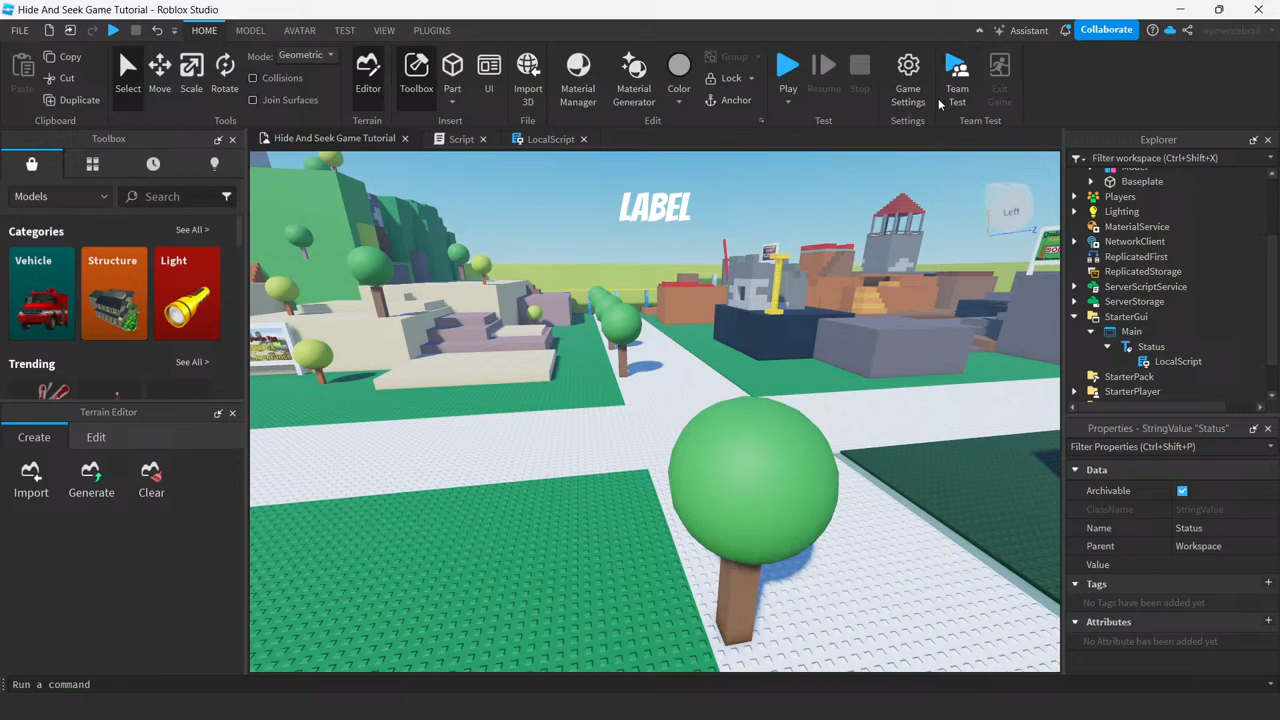 Hide And Seek Game Tutorial - Roblox Studio
FILE HOME MODEL AVATAR TEST VIEW PLUGINS Assistant Collaborate
Paste Copy Cut Duplicate Clipboard
Select Move Scale Rotate Mode: Geometric Collisions Join Surfaces Tools
Editor Terrain
Toolbox Part UI Insert
Import 3D File
Material Manager Material Generator Color Group Lock Anchor Edit
Play Resume Stop Test
Game Settings Settings
Team Test Exit Game Team Test
Toolbox
Models Search
Categories See All >
Vehicle Structure Light
Trending See All >
Terrain Editor
Create Edit
Import Generate Clear
Hide And Seek Game Tutorial Script LocalScript
LABEL
Left
Z
Explorer
Filter workspace (Ctrl+Shift+X)
Baseplate
Players
Lighting
MaterialService
NetworkClient
ReplicatedFirst
ReplicatedStorage
ServerScriptService
ServerStorage
StarterGui
Main
Status
LocalScript
StarterPack
StarterPlayer
Properties - StringValue "Status"
Filter Properties (Ctrl+Shift+P)
Data
Archivable
ClassName StringValue
Name Status
Parent Workspace
Value
Tags
No Tags have been added yet
Attributes
No Attribute has been added yet
Run a command